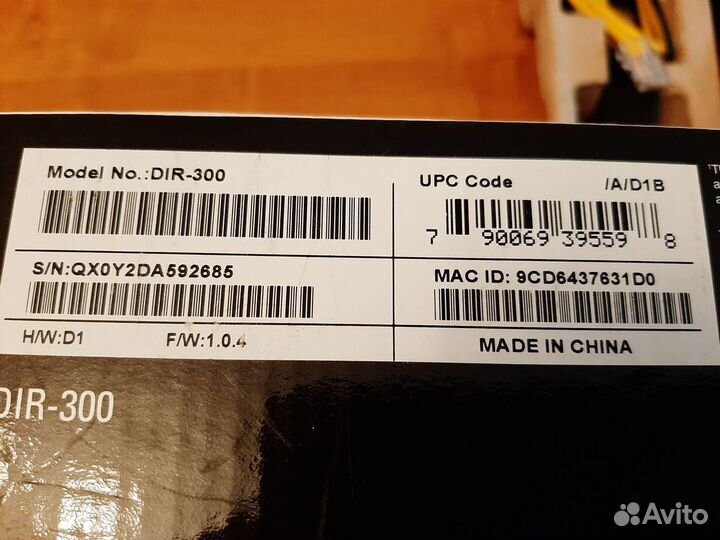 Model No.:DIR-300
UPC Code /A/D1B
7 90069 39559 8
S/N:QX0Y2DA592685
MAC ID: 9CD6437631D0
H/W:D1 F/W:1.0.4
MADE IN CHINA
DIR-300
Avito